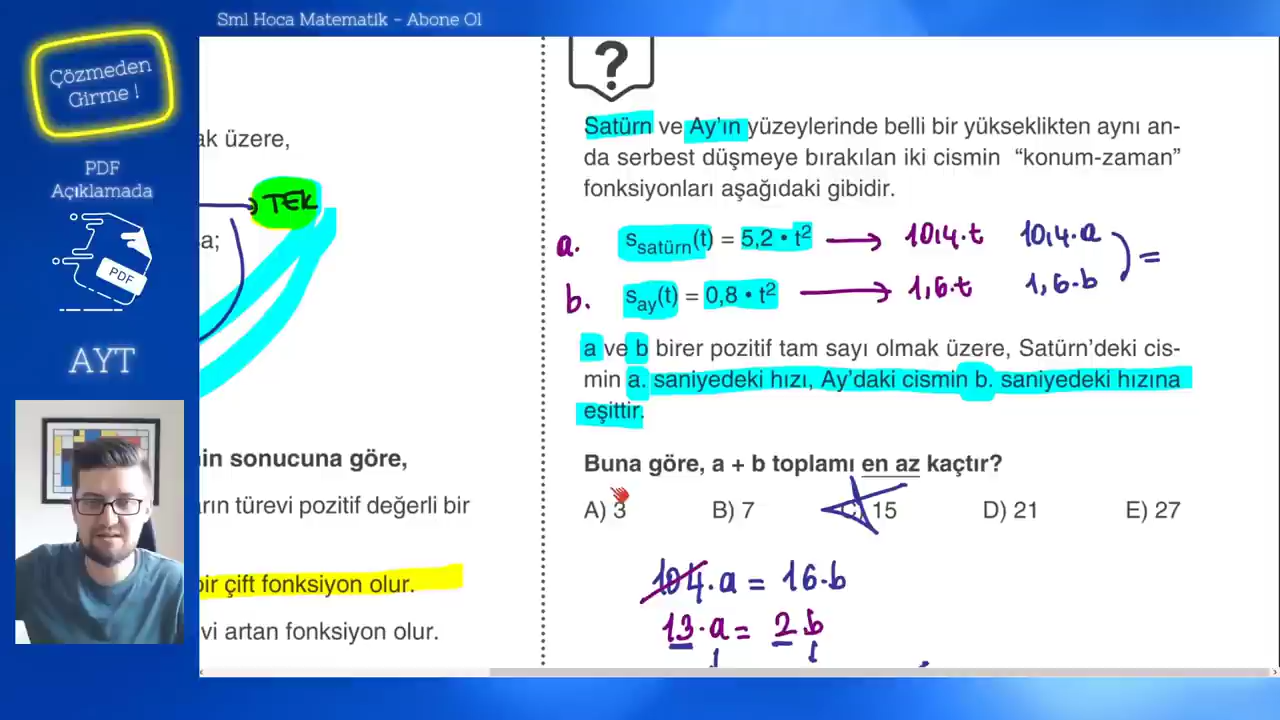 Sml Hoca Matematik - Abone Ol
Çözmeden
Girme !
PDF
Açıklamada
PDF
AYT
ak üzere,
TEK
a;
in sonucuna göre,
arın türevi pozitif değerli bir
bir çift fonksiyon olur.
vi artan fonksiyon olur.
?
Satürn ve Ay'ın yüzeylerinde belli bir yükseklikten aynı an-
da serbest düşmeye bırakılan iki cismin “konum-zaman”
fonksiyonları aşağıdaki gibidir.
a. s_satürn(t) = 5,2 • t² → 10,4.t 10,4.a
b. s_ay(t) = 0,8 • t² → 1,6.t 1,6.b =
a ve b birer pozitif tam sayı olmak üzere, Satürn'deki cis-
min a. saniyedeki hızı, Ay'daki cismin b. saniyedeki hızına
eşittir.
Buna göre, a + b toplamı en az kaçtır?
A) 3 B) 7 C) 15 D) 21 E) 27
104.a = 16.b
13.a = 2b